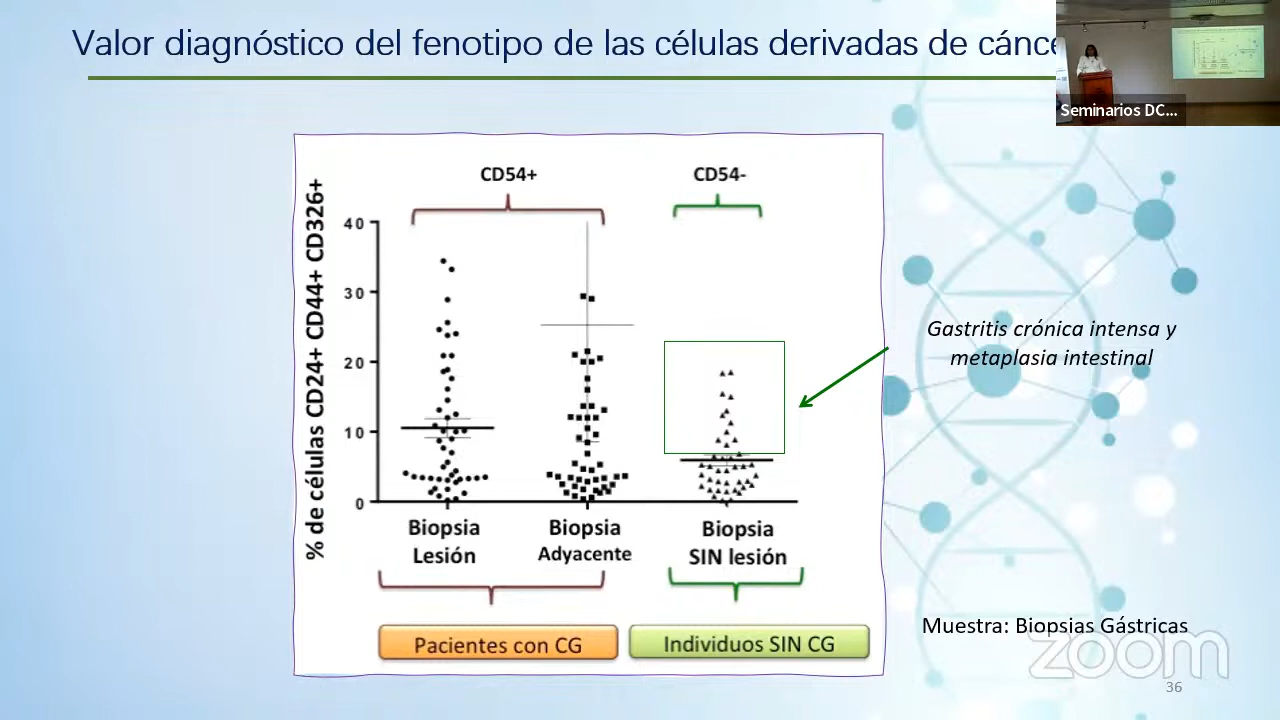 Valor diagnóstico del fenotipo de las células derivadas de
Seminarios DC...
CD54+
CD54-
% de células CD24+ CD44+ CD326+
40
30
20
10
0
Gastritis crónica intensa y
metaplasia intestinal
Biopsia
Lesión
Biopsia
Adyacente
Biopsia
SIN lesión
Pacientes con CG
Individuos SIN CG
Muestra: Biopsias Gástricas
zoom
36